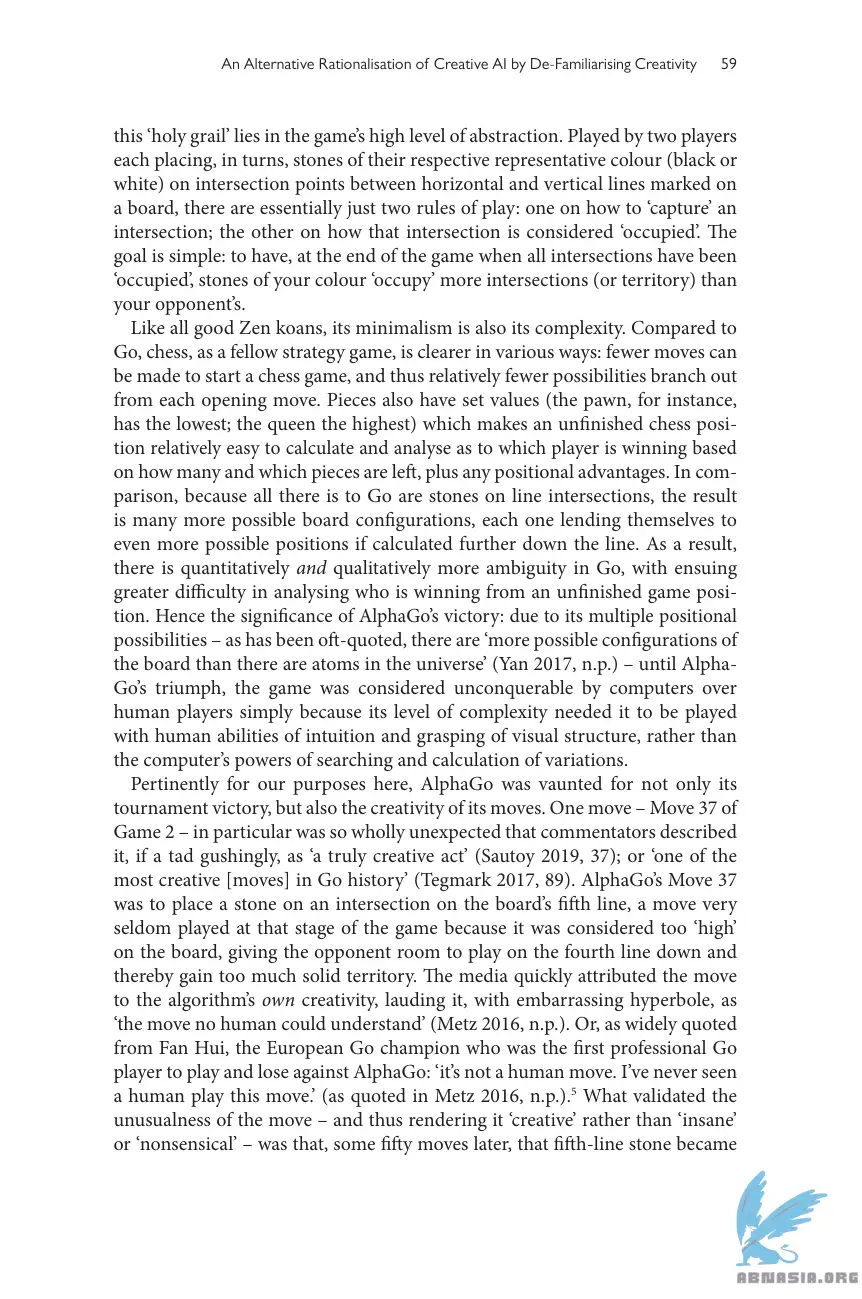 An Alternative Rationalisation of Creative AI by De-Familiarising Creativity 59
this ‘holy grail’ lies in the game’s high level of abstraction. Played by two players
each placing, in turns, stones of their respective representative colour (black or
white) on intersection points between horizontal and vertical lines marked on
a board, there are essentially just two rules of play: one on how to ‘capture’ an
intersection; the other on how that intersection is considered ‘occupied’. The
goal is simple: to have, at the end of the game when all intersections have been
‘occupied’, stones of your colour ‘occupy’ more intersections (or territory) than
your opponent’s.
Like all good Zen koans, its minimalism is also its complexity. Compared to
Go, chess, as a fellow strategy game, is clearer in various ways: fewer moves can
be made to start a chess game, and thus relatively fewer possibilities branch out
from each opening move. Pieces also have set values (the pawn, for instance,
has the lowest; the queen the highest) which makes an unfinished chess posi-
tion relatively easy to calculate and analyse as to which player is winning based
on how many and which pieces are left, plus any positional advantages. In com-
parison, because all there is to Go are stones on line intersections, the result
is many more possible board configurations, each one lending themselves to
even more possible positions if calculated further down the line. As a result,
there is quantitatively and qualitatively more ambiguity in Go, with ensuing
greater difficulty in analysing who is winning from an unfinished game posi-
tion. Hence the significance of AlphaGo’s victory: due to its multiple positional
possibilities – as has been oft-quoted, there are ‘more possible configurations of
the board than there are atoms in the universe’ (Yan 2017, n.p.) – until Alpha-
Go’s triumph, the game was considered unconquerable by computers over
human players simply because its level of complexity needed it to be played
with human abilities of intuition and grasping of visual structure, rather than
the computer’s powers of searching and calculation of variations.
Pertinently for our purposes here, AlphaGo was vaunted for not only its
tournament victory, but also the creativity of its moves. One move – Move 37 of
Game 2 – in particular was so wholly unexpected that commentators described
it, if a tad gushingly, as ‘a truly creative act’ (Sautoy 2019, 37); or ‘one of the
most creative [moves] in Go history’ (Tegmark 2017, 89). AlphaGo’s Move 37
was to place a stone on an intersection on the board’s fifth line, a move very
seldom played at that stage of the game because it was considered too ‘high’
on the board, giving the opponent room to play on the fourth line down and
thereby gain too much solid territory. The media quickly attributed the move
to the algorithm’s own creativity, lauding it, with embarrassing hyperbole, as
‘the move no human could understand’ (Metz 2016, n.p.). Or, as widely quoted
from Fan Hui, the European Go champion who was the first professional Go
player to play and lose against AlphaGo: ‘it’s not a human move. I’ve never seen
a human play this move.’ (as quoted in Metz 2016, n.p.).⁵ What validated the
unusualness of the move – and thus rendering it ‘creative’ rather than ‘insane’
or ‘nonsensical’ – was that, some fifty moves later, that fifth-line stone became
ABNASIA.ORG